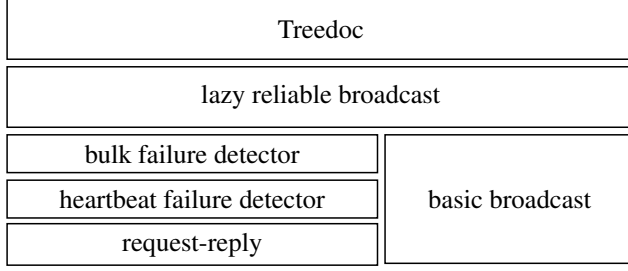 Treedoc
lazy reliable broadcast
bulk failure detector
heartbeat failure detector
request-reply
basic broadcast